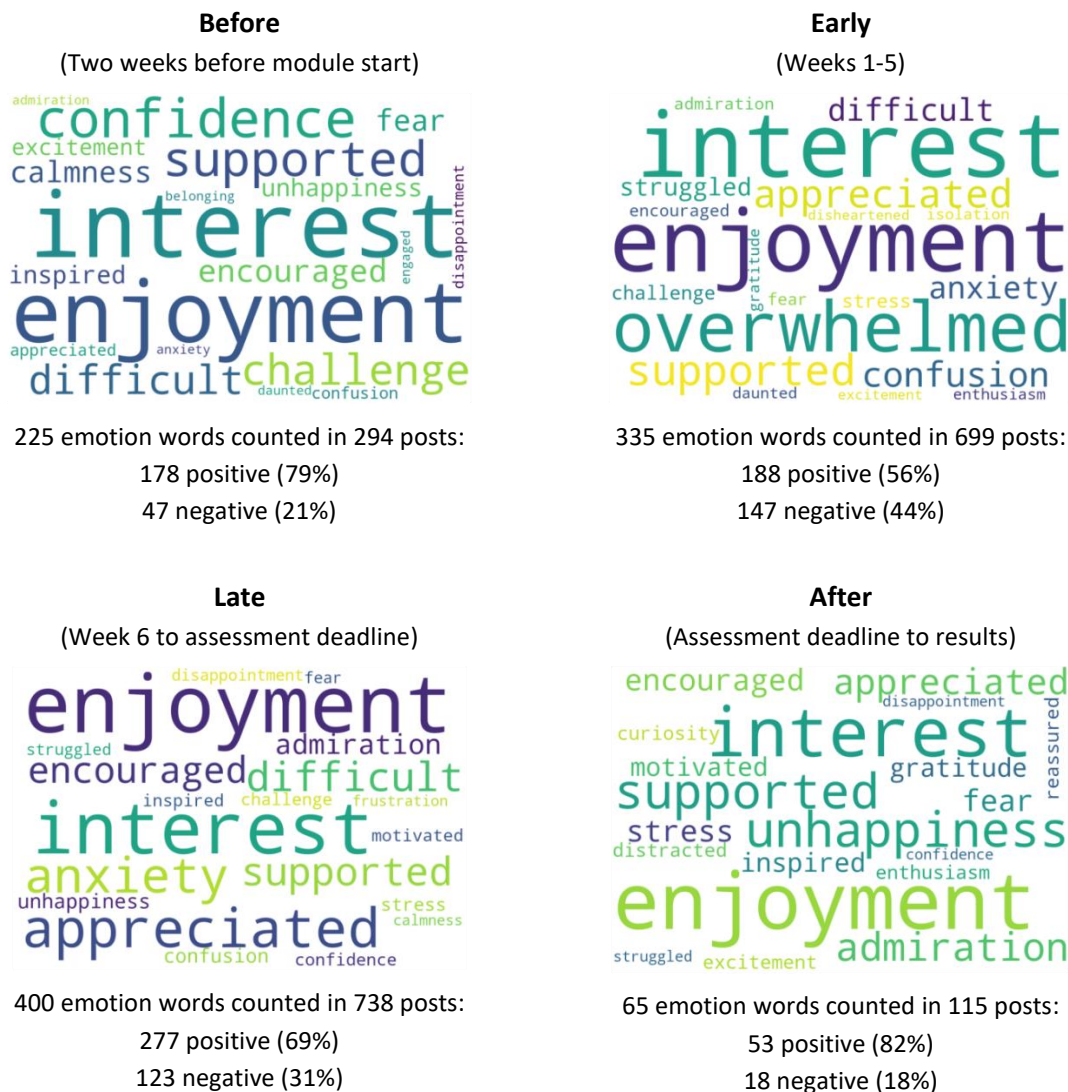 Before
(Two weeks before module start)
admiration
confidence
fear
excitement
supported
calmness
unhappiness
belonging
disappointment
interest
engaged
inspired
encouraged
enjoyment
appreciated
anxiety
difficult
challenge
daunted
confusion
225 emotion words counted in 294 posts:
178 positive (79%)
47 negative (21%)
Early
(Weeks 1-5)
admiration
difficult
interest
struggled
appreciated
encouraged
disheartened
isolation
enjoyment
gratitude
challenge
fear
stress
anxiety
overwhelmed
supported
confusion
daunted
excitement
enthusiasm
335 emotion words counted in 699 posts:
188 positive (56%)
147 negative (44%)
Late
(Week 6 to assessment deadline)
disappointment
fear
enjoyment
struggled
admiration
encouraged
difficult
inspired
challenge
frustration
interest
motivated
anxiety
supported
unhappiness
stress
calmness
appreciated
confusion
confidence
400 emotion words counted in 738 posts:
277 positive (69%)
123 negative (31%)
After
(Assessment deadline to results)
encouraged
appreciated
disappointment
curiosity
interest
reassured
motivated
gratitude
supported
fear
stress
unhappiness
distracted
inspired
confidence
enthusiasm
enjoyment
admiration
struggled
excitement
65 emotion words counted in 115 posts:
53 positive (82%)
18 negative (18%)